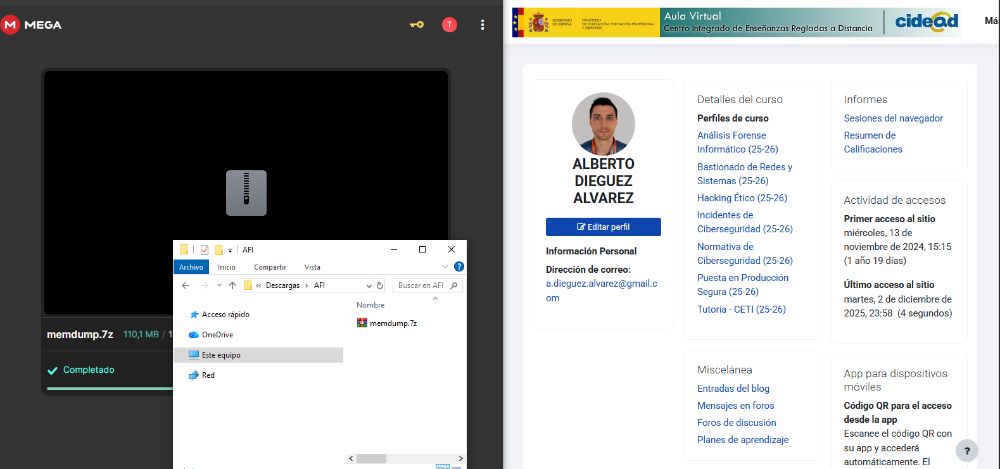 MEGA
T
memdump.7z 110,1 MB / 1
Completado
AFI
Archivo Inicio Compartir Vista
« Descargas › AFI
Buscar en AFI
Acceso rápido
OneDrive
Este equipo
Red
Nombre
memdump.7z
GOBIERNO
DE ESPAÑA
MINISTERIO
DE EDUCACIÓN, FORMACIÓN PROFESIONAL
Y DEPORTES
Aula Virtual
Centro Integrado de Enseñanzas Regladas a Distancia
cidead
Má
ALBERTO
DIEGUEZ
ALVAREZ
Editar perfil
Información Personal
Dirección de correo:
a.dieguez.alvarez@gmail.c
om
Detalles del curso
Perfiles de curso
Análisis Forense
Informático (25-26)
Bastionado de Redes y
Sistemas (25-26)
Hacking Ético (25-26)
Incidentes de
Ciberseguridad (25-26)
Normativa de
Ciberseguridad (25-26)
Puesta en Producción
Segura (25-26)
Tutoría - CETI (25-26)
Miscelánea
Entradas del blog
Mensajes en foros
Foros de discusión
Planes de aprendizaje
Informes
Sesiones del navegador
Resumen de
Calificaciones
Actividad de accesos
Primer acceso al sitio
miércoles, 13 de
noviembre de 2024, 15:15
(1 año 19 días)
Último acceso al sitio
martes, 2 de diciembre de
2025, 23:58 (4 segundos)
App para dispositivos
móviles
Código QR para el acceso
desde la app
Escanee el código QR con
su app y accederá
automáticamente. El
?